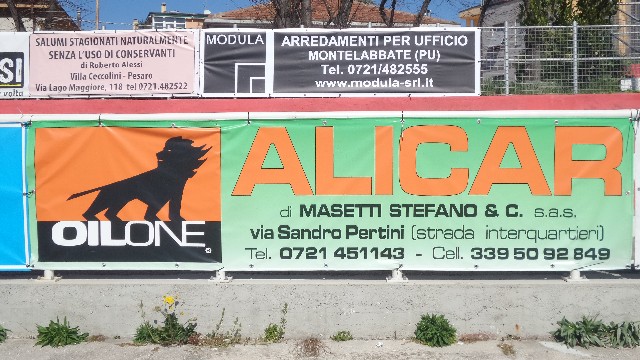 SALUMI STAGIONATI NATURALMENTE
SENZA L'USO DI CONSERVANTI
di Roberto Alessi
Villa Ceccolini - Pesaro
Via Lago Maggiore, 118 tel 0721.482522
SI
volta
MODULA
ARREDAMENTI PER UFFICIO
MONTELABBATE (PU)
Tel. 0721/482555
www.modula-srl.it
OILONE
ALICAR
di MASETTI STEFANO & C. s.a.s.
via Sandro Pertini (strada interquartieri)
Tel. 0721 451143 - Cell. 339 50 92 849